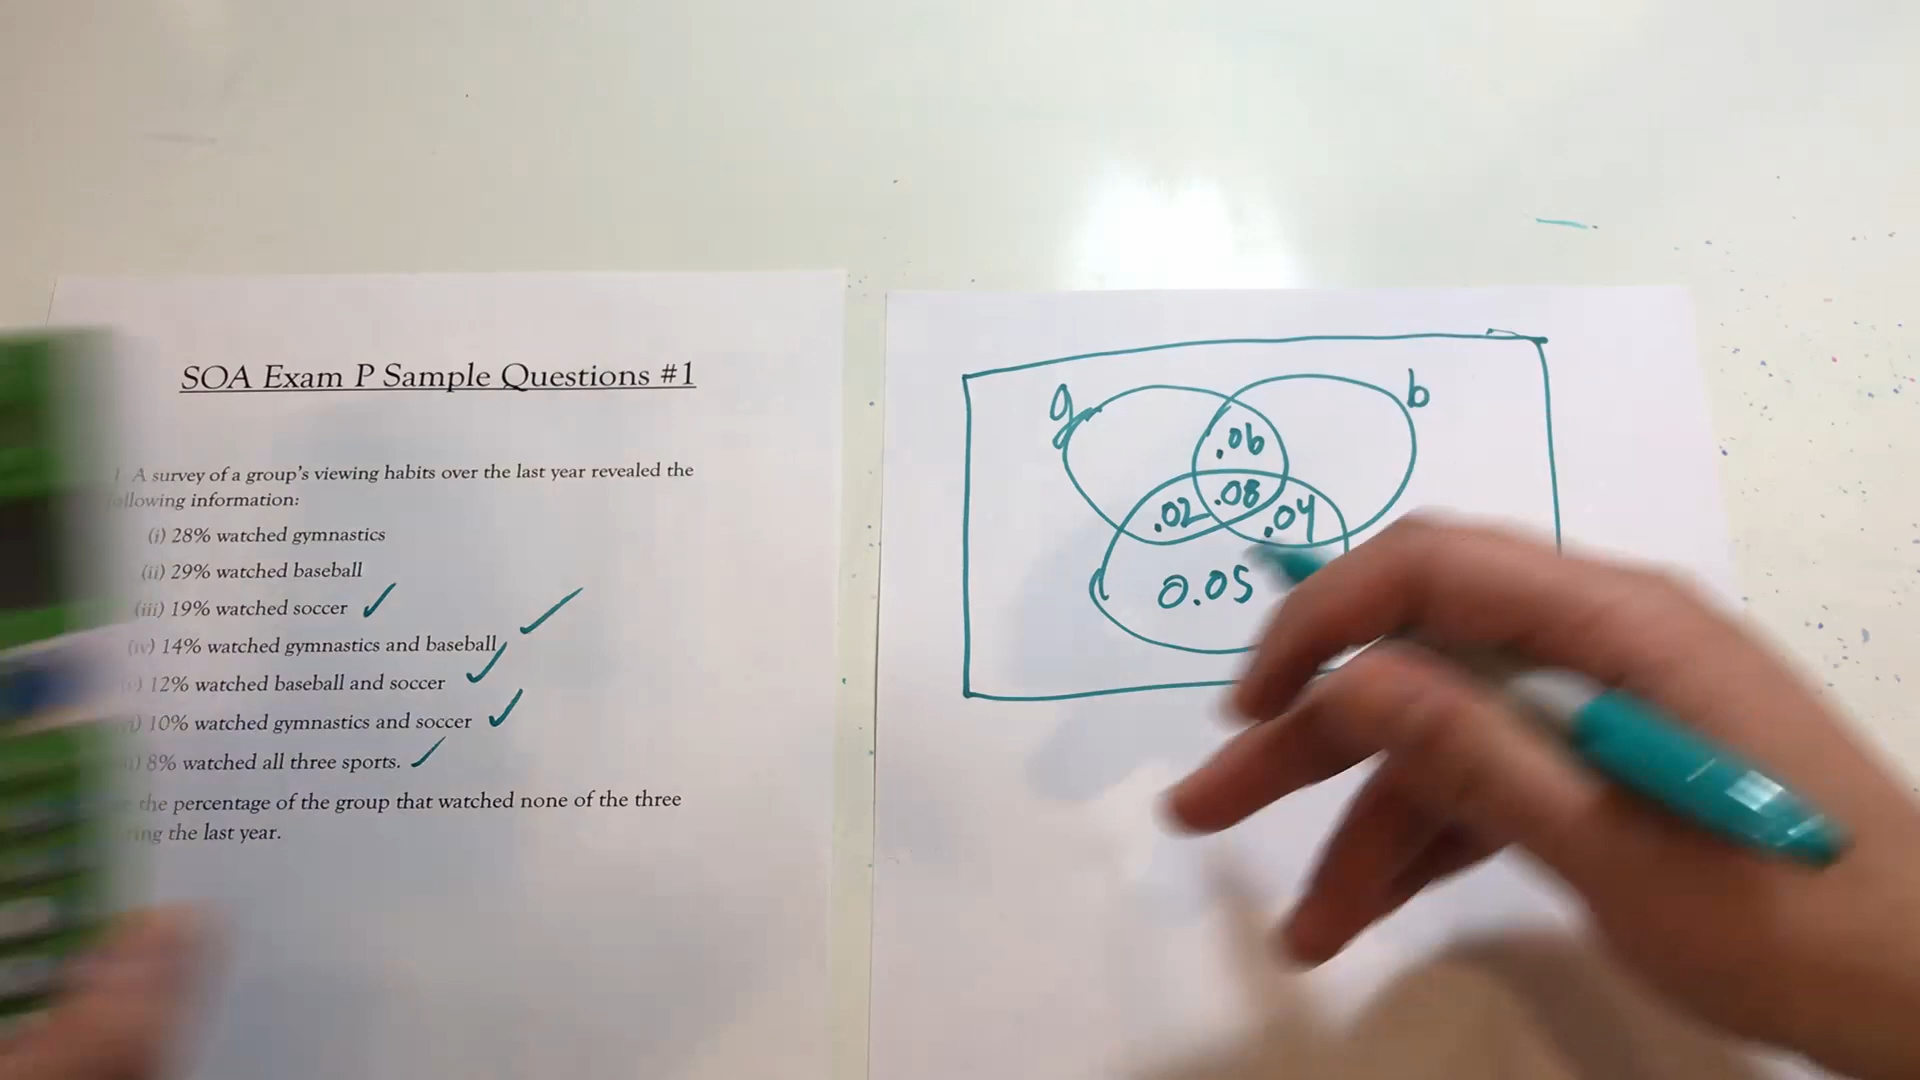 SOA Exam P Sample Questions #1
A survey of a group's viewing habits over the last year revealed the
following information:
(i) 28% watched gymnastics
(ii) 29% watched baseball
(iii) 19% watched soccer
(iv) 14% watched gymnastics and baseball
12% watched baseball and soccer
10% watched gymnastics and soccer
8% watched all three sports.
the percentage of the group that watched none of the three
the last year.
g
b
.06
.08
.02
.04
0.05